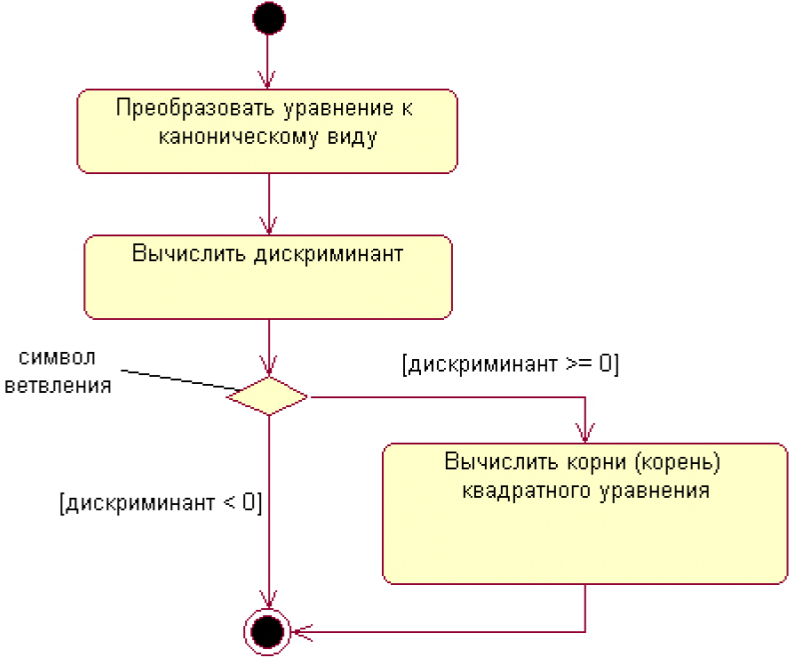 Преобразовать уравнение к
каноническому виду
Вычислить дискриминант
символ
ветвления
[дискриминант >= 0]
Вычислить корни (корень)
квадратного уравнения
[дискриминант < 0]